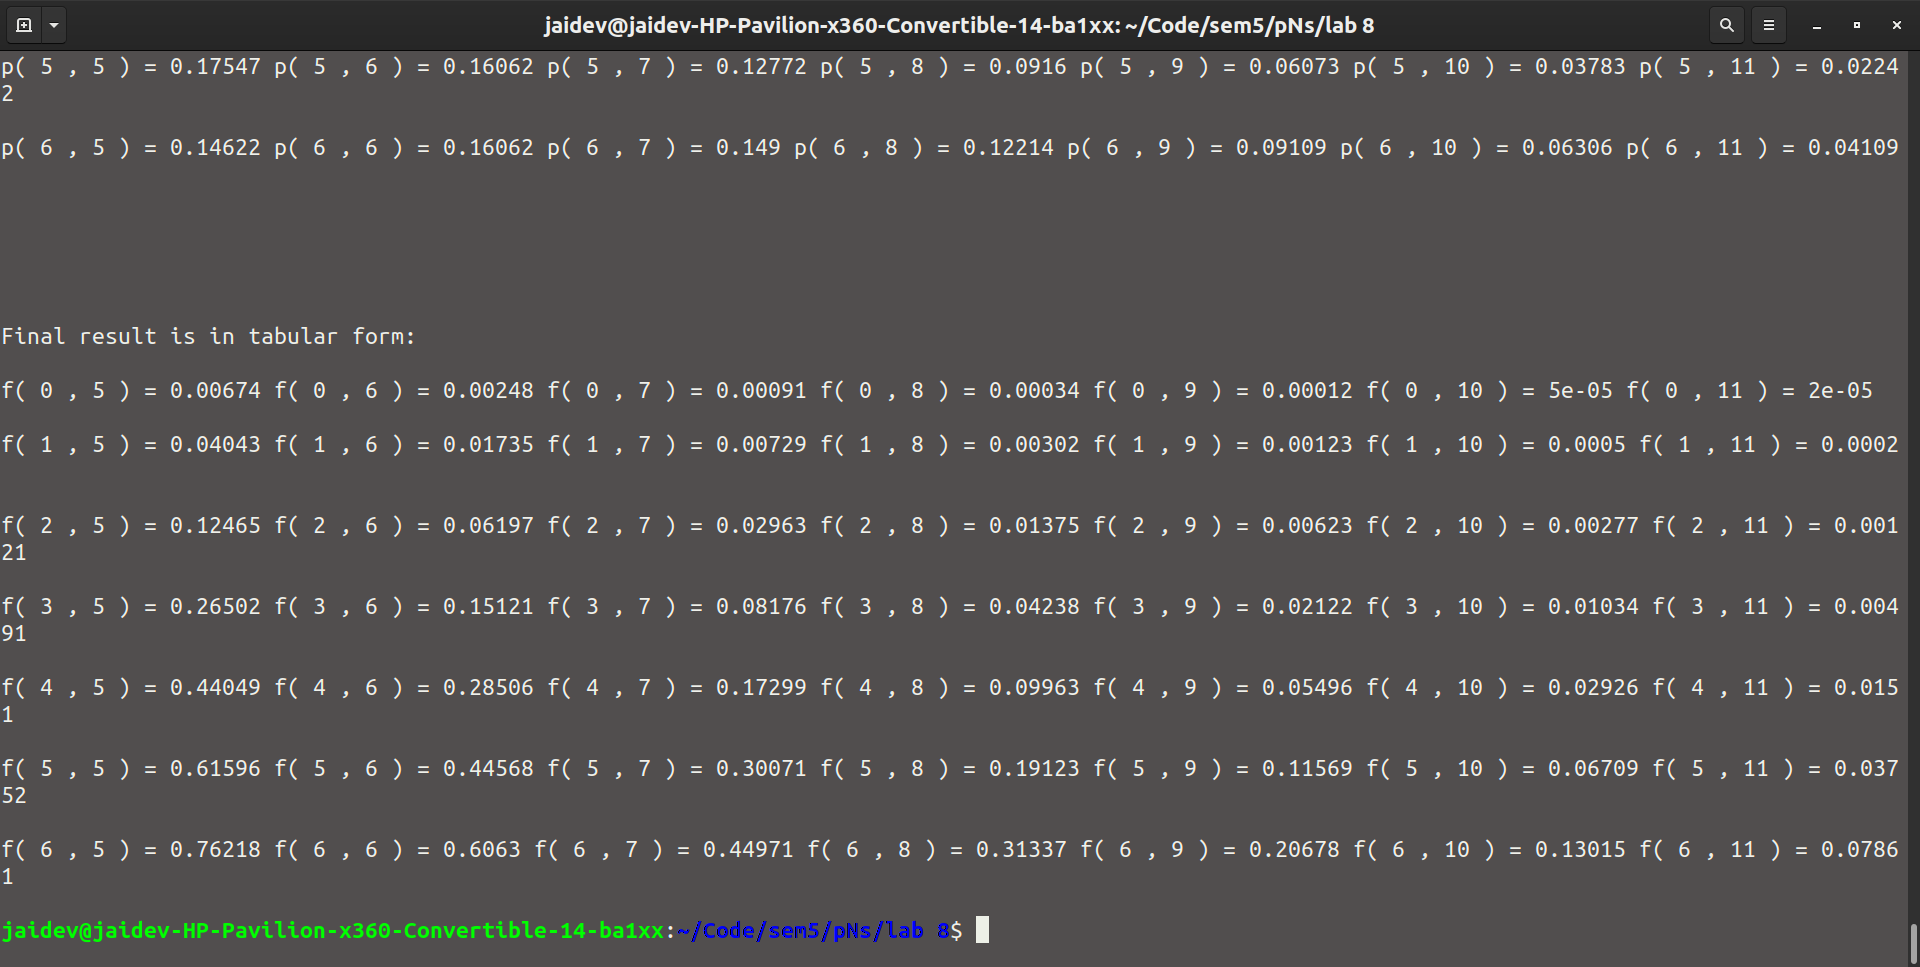 jaidev@jaidev-HP-Pavilion-x360-Convertible-14-ba1xx: ~/Code/sem5/pNs/lab 8
p( 5 , 5 ) = 0.17547 p( 5 , 6 ) = 0.16062 p( 5 , 7 ) = 0.12772 p( 5 , 8 ) = 0.0916 p( 5 , 9 ) = 0.06073 p( 5 , 10 ) = 0.03783 p( 5 , 11 ) = 0.0224
2
p( 6 , 5 ) = 0.14622 p( 6 , 6 ) = 0.16062 p( 6 , 7 ) = 0.149 p( 6 , 8 ) = 0.12214 p( 6 , 9 ) = 0.09109 p( 6 , 10 ) = 0.06306 p( 6 , 11 ) = 0.04109
Final result is in tabular form:
f( 0 , 5 ) = 0.00674 f( 0 , 6 ) = 0.00248 f( 0 , 7 ) = 0.00091 f( 0 , 8 ) = 0.00034 f( 0 , 9 ) = 0.00012 f( 0 , 10 ) = 5e-05 f( 0 , 11 ) = 2e-05
f( 1 , 5 ) = 0.04043 f( 1 , 6 ) = 0.01735 f( 1 , 7 ) = 0.00729 f( 1 , 8 ) = 0.00302 f( 1 , 9 ) = 0.00123 f( 1 , 10 ) = 0.0005 f( 1 , 11 ) = 0.0002
f( 2 , 5 ) = 0.12465 f( 2 , 6 ) = 0.06197 f( 2 , 7 ) = 0.02963 f( 2 , 8 ) = 0.01375 f( 2 , 9 ) = 0.00623 f( 2 , 10 ) = 0.00277 f( 2 , 11 ) = 0.001
21
f( 3 , 5 ) = 0.26502 f( 3 , 6 ) = 0.15121 f( 3 , 7 ) = 0.08176 f( 3 , 8 ) = 0.04238 f( 3 , 9 ) = 0.02122 f( 3 , 10 ) = 0.01034 f( 3 , 11 ) = 0.004
91
f( 4 , 5 ) = 0.44049 f( 4 , 6 ) = 0.28506 f( 4 , 7 ) = 0.17299 f( 4 , 8 ) = 0.09963 f( 4 , 9 ) = 0.05496 f( 4 , 10 ) = 0.02926 f( 4 , 11 ) = 0.015
1
f( 5 , 5 ) = 0.61596 f( 5 , 6 ) = 0.44568 f( 5 , 7 ) = 0.30071 f( 5 , 8 ) = 0.19123 f( 5 , 9 ) = 0.11569 f( 5 , 10 ) = 0.06709 f( 5 , 11 ) = 0.037
52
f( 6 , 5 ) = 0.76218 f( 6 , 6 ) = 0.6063 f( 6 , 7 ) = 0.44971 f( 6 , 8 ) = 0.31337 f( 6 , 9 ) = 0.20678 f( 6 , 10 ) = 0.13015 f( 6 , 11 ) = 0.0786
1
jaidev@jaidev-HP-Pavilion-x360-Convertible-14-ba1xx:~/Code/sem5/pNs/lab 8$